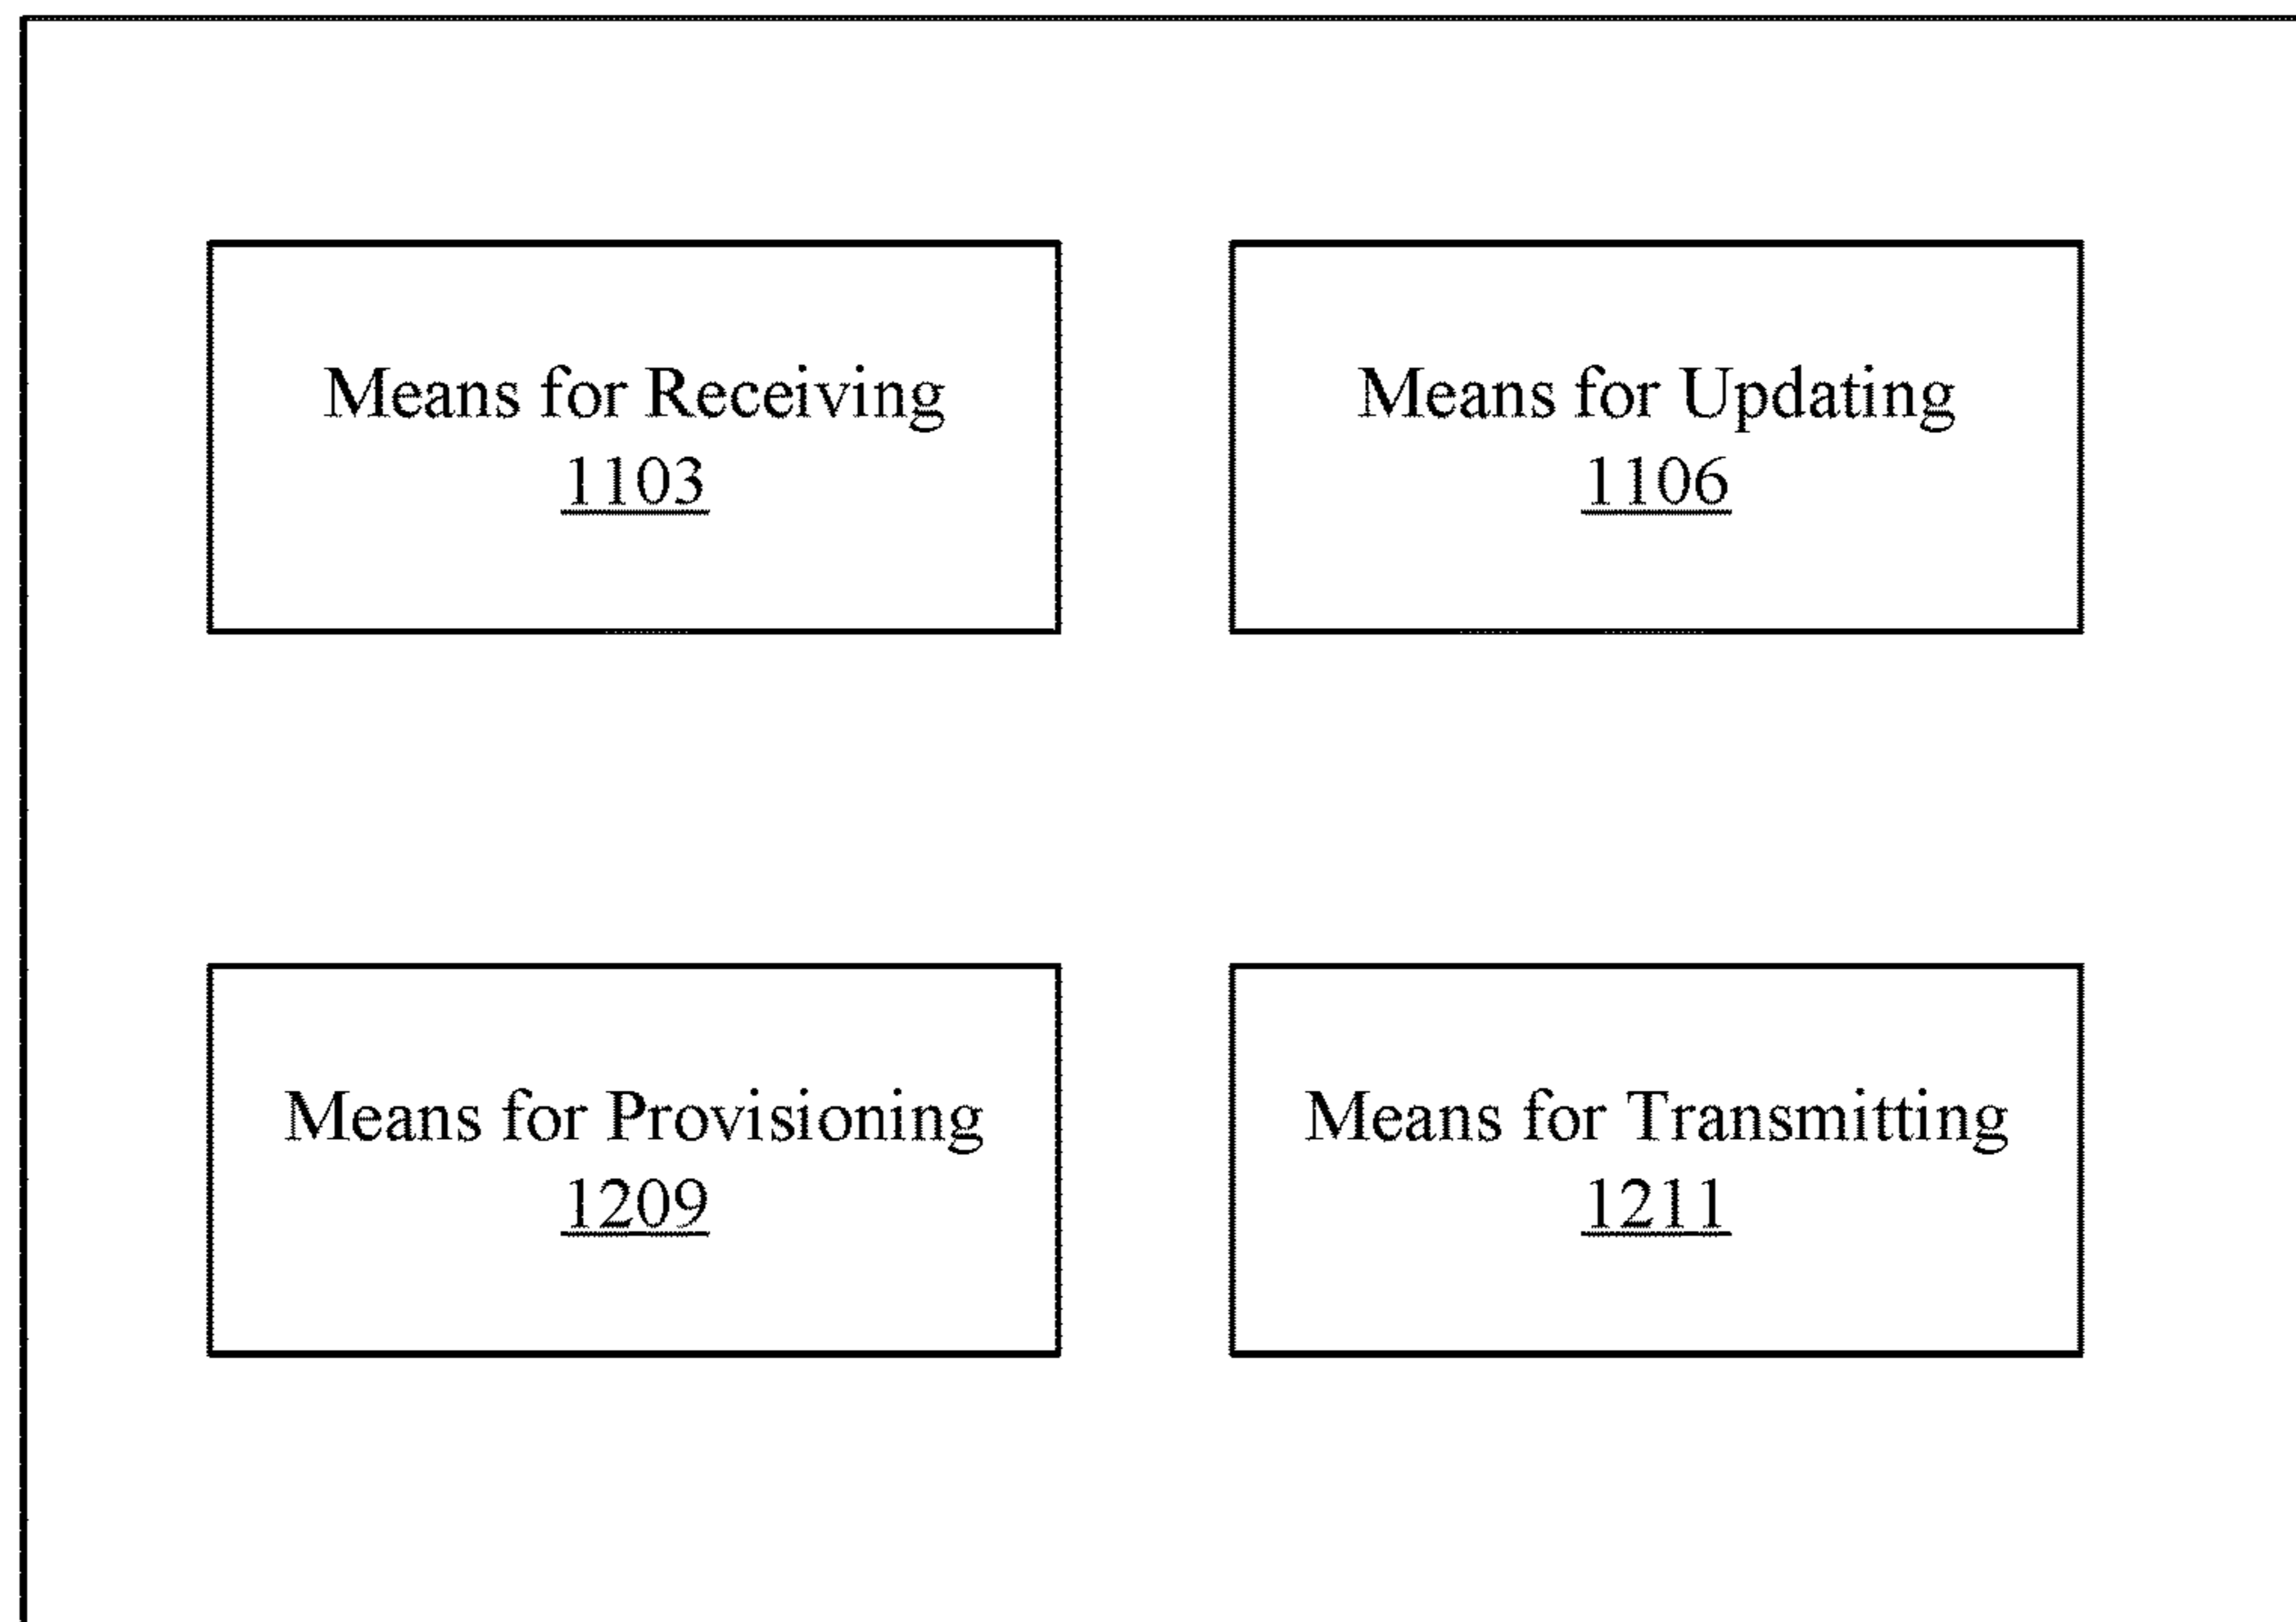 Means for Receiving
1103
Means for Updating
1106
Means for Provisioning
1209
Means for Transmitting
1211